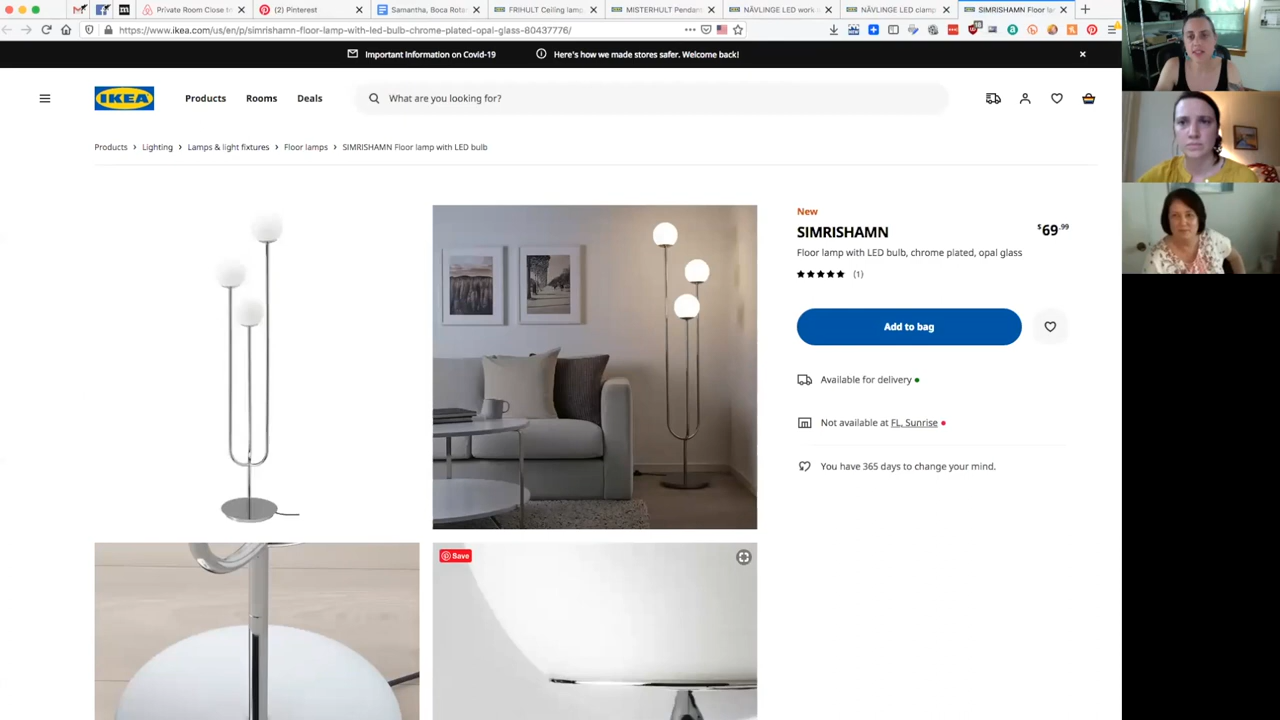 Private Room Close to
(2) Pinterest
Samantha, Boca Rota
FRIHULT Ceiling lamp
MISTERHULT Pendan
NÄVLINGE LED work
NÄVLINGE LED clamp
SIMRISHAMN Floor la
https://www.ikea.com/us/en/p/simrishamn-floor-lamp-with-led-bulb-chrome-plated-opal-glass-80437776/
Important Information on Covid-19
Here's how we made stores safer. Welcome back!
IKEA
Products
Rooms
Deals
What are you looking for?
Products > Lighting > Lamps & light fixtures > Floor lamps > SIMRISHAMN Floor lamp with LED bulb
New
SIMRISHAMN
$69.99
Floor lamp with LED bulb, chrome plated, opal glass
(1)
Add to bag
Available for delivery
Not available at FL, Sunrise
You have 365 days to change your mind.
Save